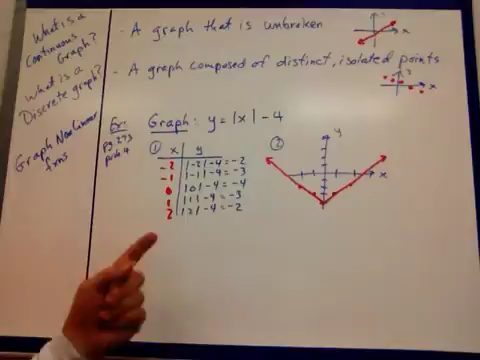 What is a
Continuous
Graph?
- A graph that is unbroken
What is a
Discrete graph?
- A graph composed of distinct, isolated points
Graph Nonlinear
fxns
Ex:
pg 273
prob 4
Graph: y = |x| - 4
①
x y
-2 |-2|-4=-2
-1 |-1|-4=-3
0 |0|-4=-4
1 |1|-4=-3
2 |2|-4=-2
②
y
x
x
x